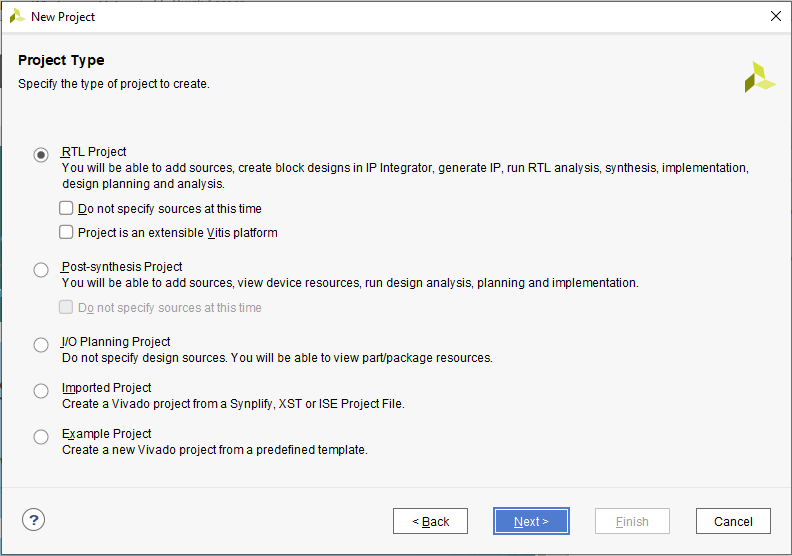 New Project
Project Type
Specify the type of project to create.
RTL Project
You will be able to add sources, create block designs in IP Integrator, generate IP, run RTL analysis, synthesis, implementation,
design planning and analysis.
Do not specify sources at this time
Project is an extensible Vitis platform
Post-synthesis Project
You will be able to add sources, view device resources, run design analysis, planning and implementation.
Do not specify sources at this time
I/O Planning Project
Do not specify design sources. You will be able to view part/package resources.
Imported Project
Create a Vivado project from a Synplify, XST or ISE Project File.
Example Project
Create a new Vivado project from a predefined template.
? < Back Next > Finish Cancel